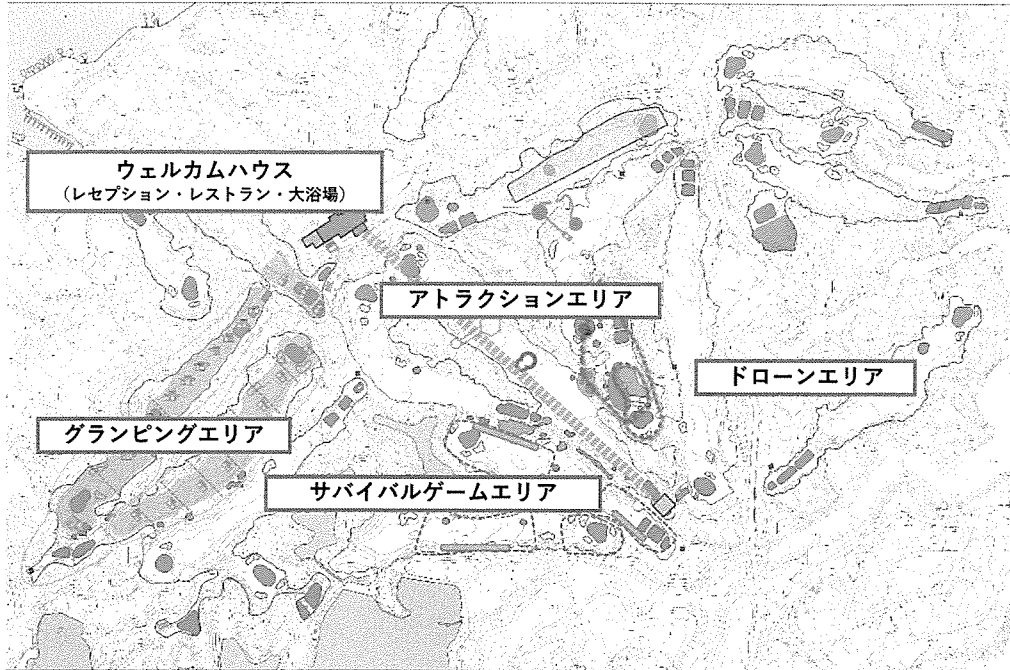 ウェルカムハウス
（レセプション・レストラン・大浴場）
アトラクションエリア
ドローンエリア
グランピングエリア
サバイバルゲームエリア